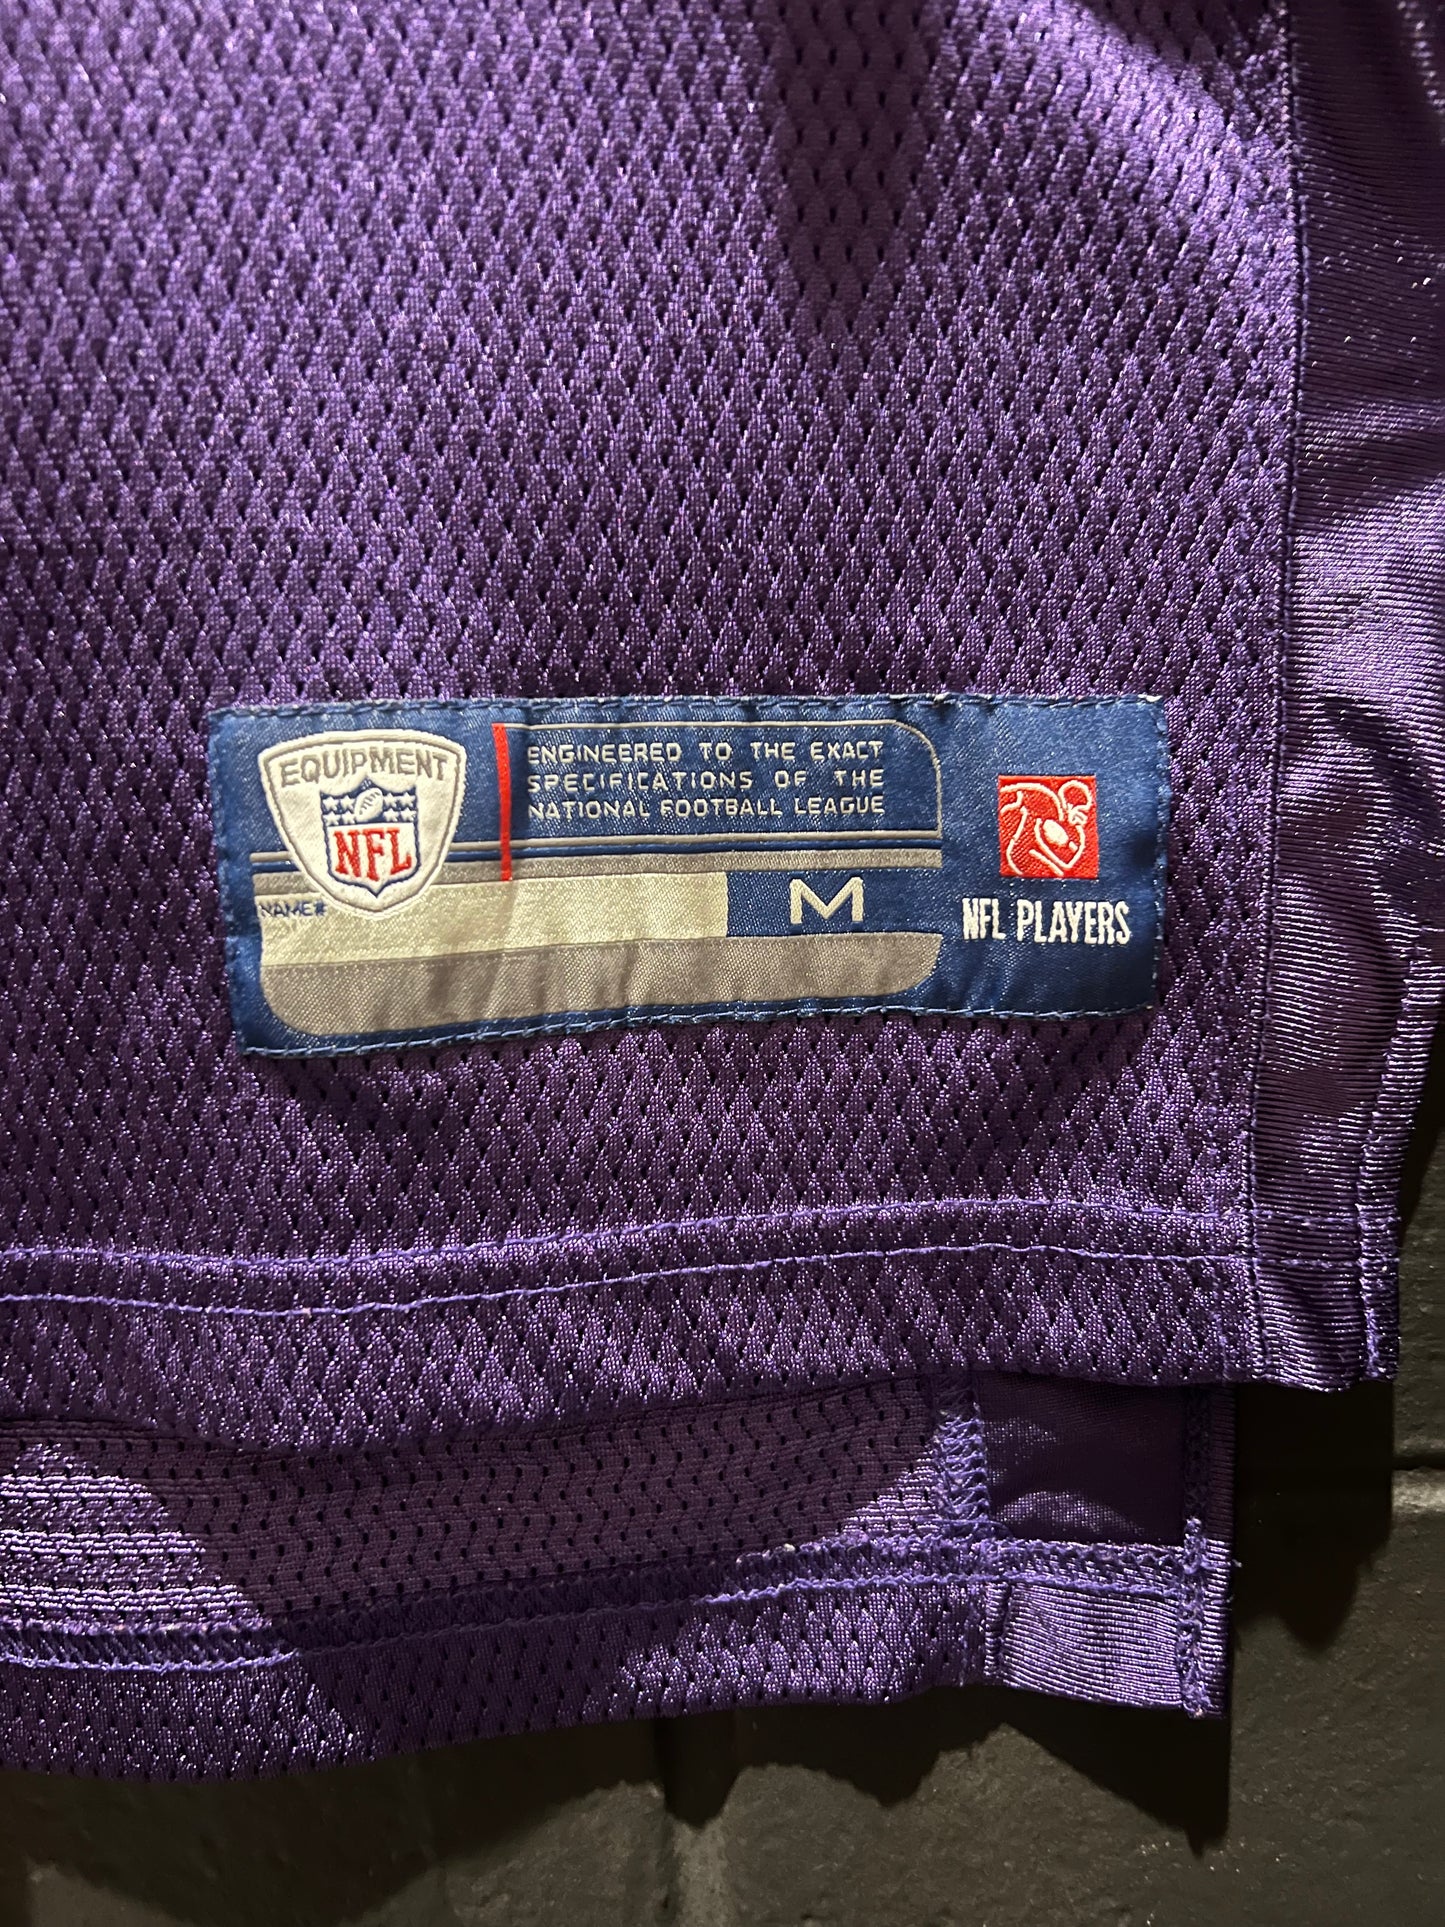 EQUIPMENT
NFL
ENGINEERED TO THE EXACT
SPECIFICATIONS OF THE
NATIONAL FOOTBALL LEAGUE
NAME#
M
NFL PLAYERS